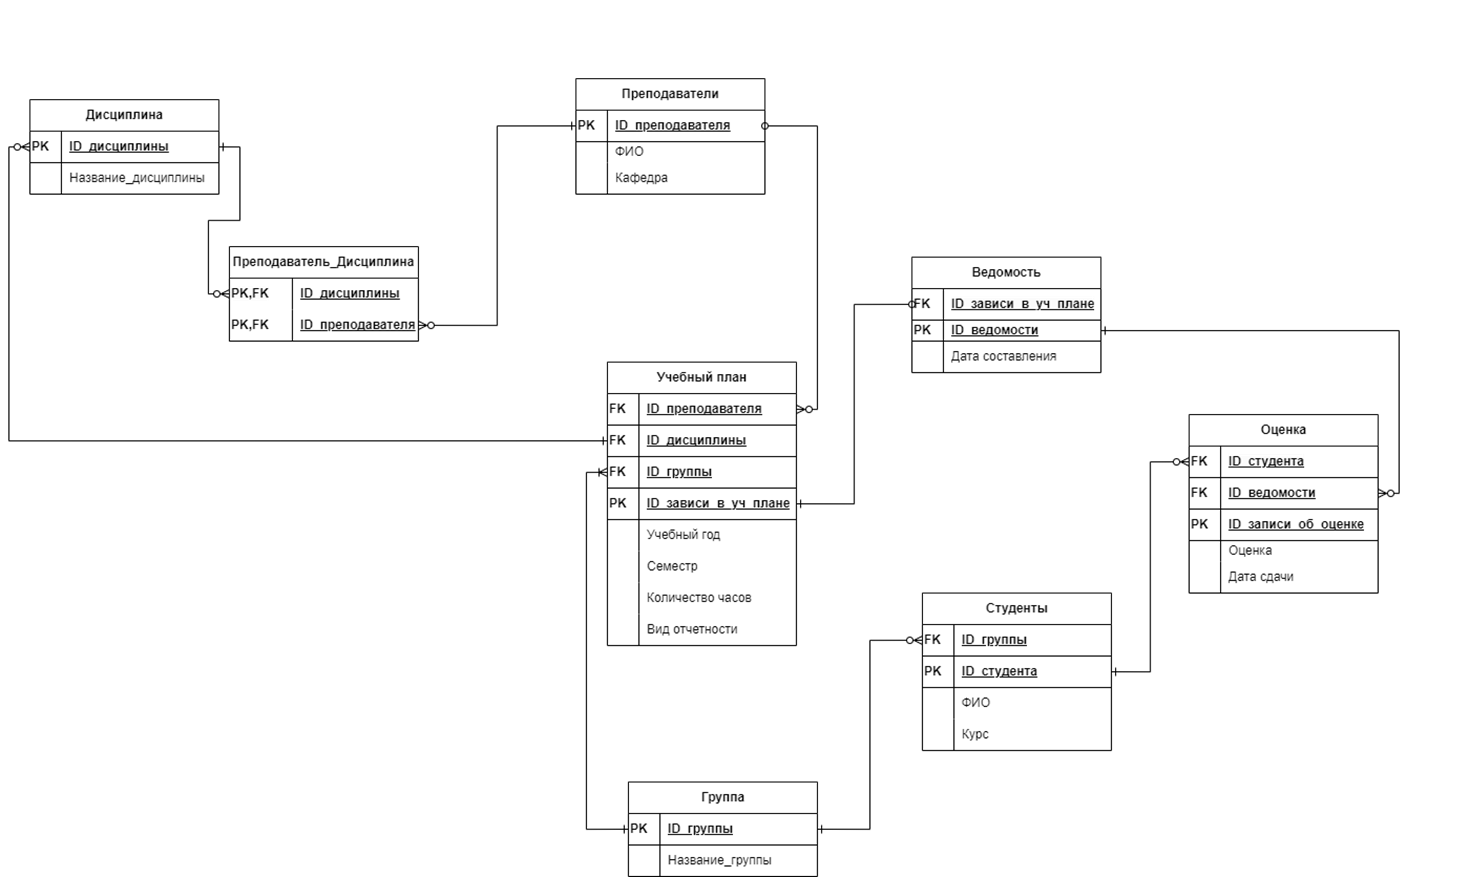 Дисциплина
PK ID_дисциплины
Название_дисциплины
Преподаватели
PK ID_преподавателя
ФИО
Кафедра
Преподаватель_Дисциплина
PK,FK ID_дисциплины
PK,FK ID_преподавателя
Ведомость
FK ID_зависи_в_уч_плане
PK ID_ведомости
Дата составления
Учебный план
FK ID_преподавателя
FK ID_дисциплины
FK ID_группы
PK ID_зависи_в_уч_плане
Учебный год
Семестр
Количество часов
Вид отчетности
Оценка
FK ID_студента
FK ID_ведомости
PK ID_записи_об_оценке
Оценка
Дата сдачи
Студенты
FK ID_группы
PK ID_студента
ФИО
Курс
Группа
PK ID_группы
Название_группы